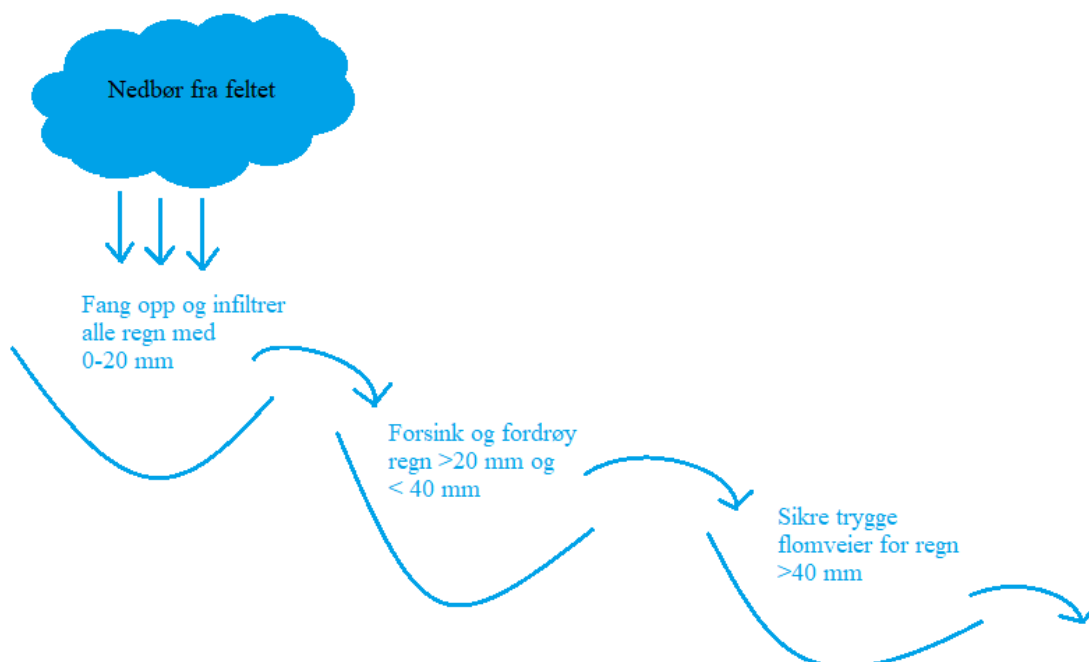 Nedbør fra feltet
Fang opp og infiltrer
alle regn med
0-20 mm
Forsink og fordrøy
regn >20 mm og
< 40 mm
Sikre trygge
flomveier for regn
>40 mm